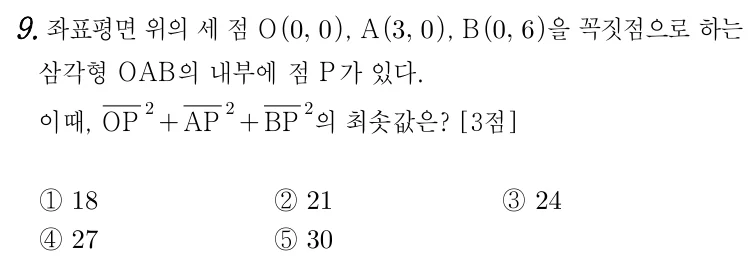 9. 좌표평면 위의 세 점 O(0, 0), A(3, 0), B(0, 6)을 꼭짓점으로 하는
삼각형 OAB의 내부에 점 P가 있다.
이때, $\overline{OP}^2+\overline{AP}^2+\overline{BP}^2$의 최솟값은? [3점]
① 18 ② 21 ③ 24
④ 27 ⑤ 30